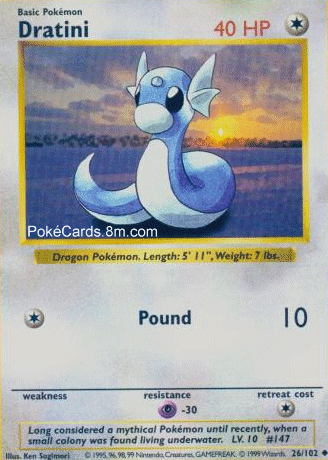 Basic Pokémon
Dratini 40 HP
PokéCards.8m.com
Dragon Pokémon. Length: 5' 11", Weight: 7 lbs.
Pound 10
weakness resistance retreat cost
-30
Long considered a mythical Pokémon until recently, when a
small colony was found living underwater. LV. 10 #147
Illus. Ken Sugimori © 1995, 96, 98, 99 Nintendo, Creatures, GAMEFREAK. © 1999 Wizards. 26/102